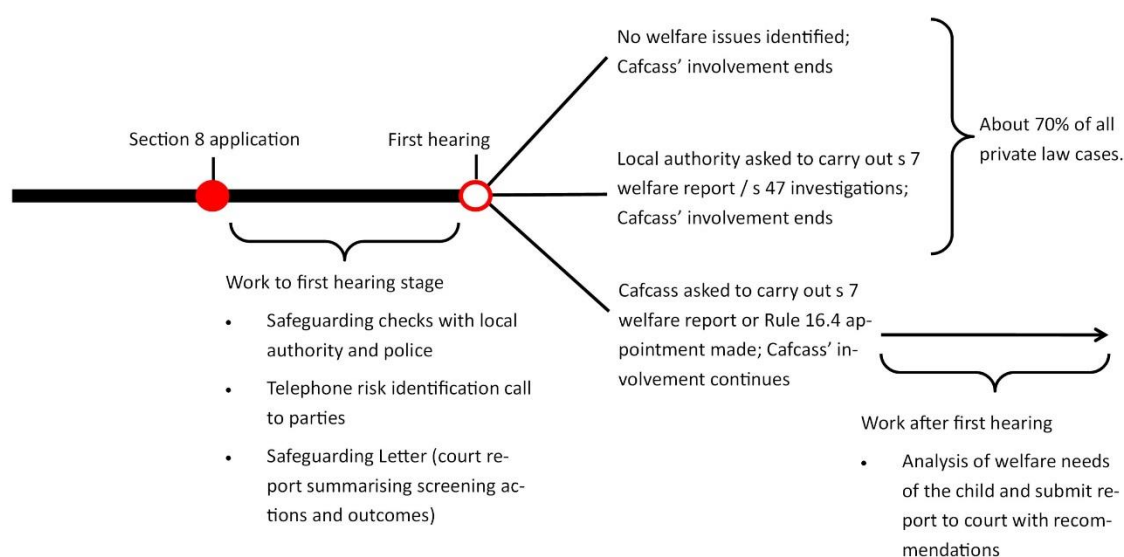 No welfare issues identified;
Cafcass’ involvement ends
Section 8 application
First hearing
About 70% of all
private law cases.
Local authority asked to carry out s 7
welfare report / s 47 investigations;
Cafcass’ involvement ends
Work to first hearing stage
• Safeguarding checks with local
authority and police
• Telephone risk identification call
to parties
• Safeguarding Letter (court re-
port summarising screening ac-
tions and outcomes)
Cafcass asked to carry out s 7
welfare report or Rule 16.4 ap-
pointment made; Cafcass’ in-
volvement continues
Work after first hearing
• Analysis of welfare needs
of the child and submit re-
port to court with recom-
mendations